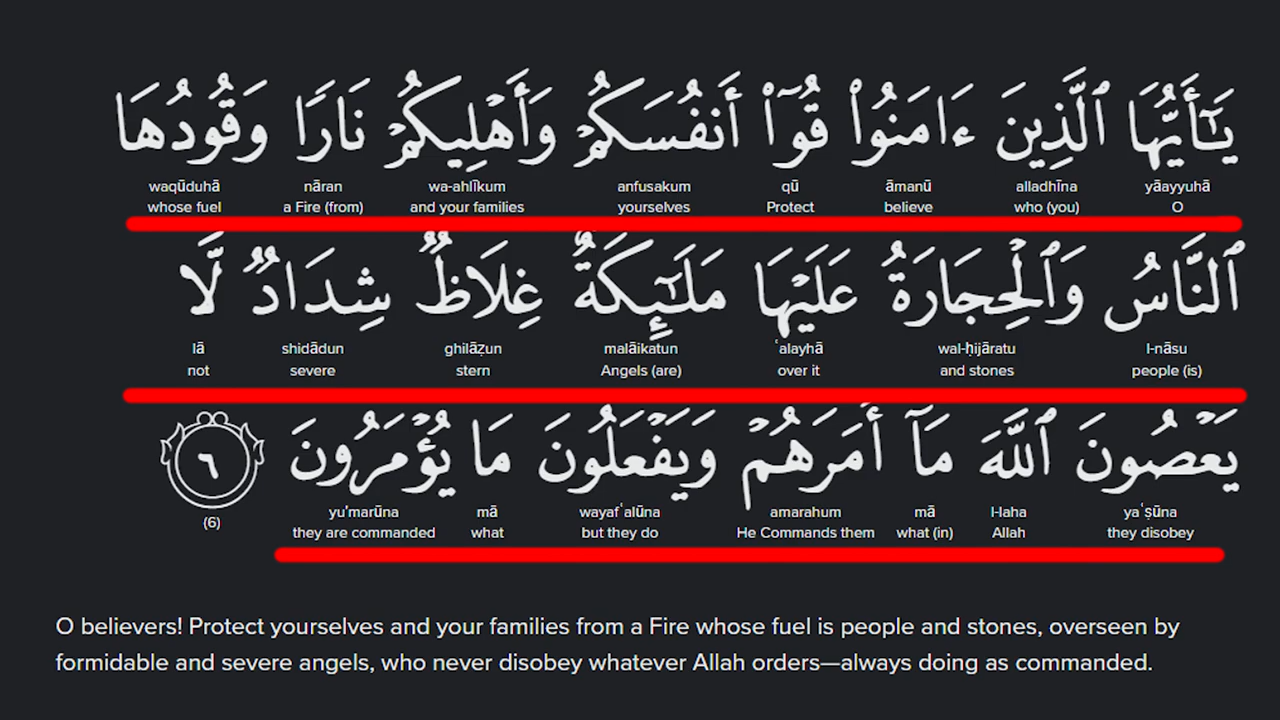 يَـٰٓأَيُّهَا ٱلَّذِينَ ءَامَنُوا۟ قُوٓا۟ أَنفُسَكُمْ وَأَهْلِيكُمْ نَارًا وَقُودُهَا
yāayyuhā alladhīna āmanū qū anfusakum wa-ahlīkum nāran waqūduhā
O who (you) believe Protect yourselves and your families a Fire (from) whose fuel
ٱلنَّاسُ وَٱلْحِجَارَةُ عَلَيْهَا مَلَـٰٓئِكَةٌ غِلَاظٌ شِدَادٌ لَّا
l-nāsu wal-ḥijāratu ʿalayhā malāikatun ghilāẓun shidādun lā
people (is) and stones over it Angels (are) stern severe not
يَعْصُونَ ٱللَّهَ مَآ أَمَرَهُمْ وَيَفْعَلُونَ مَا يُؤْمَرُونَ ٦
yaʿṣūna l-laha mā amarahum wayafʿalūna mā yu'marūna (6)
they disobey Allah what (in) He Commands them but they do what they are commanded
O believers! Protect yourselves and your families from a Fire whose fuel is people and stones, overseen by
formidable and severe angels, who never disobey whatever Allah orders—always doing as commanded.